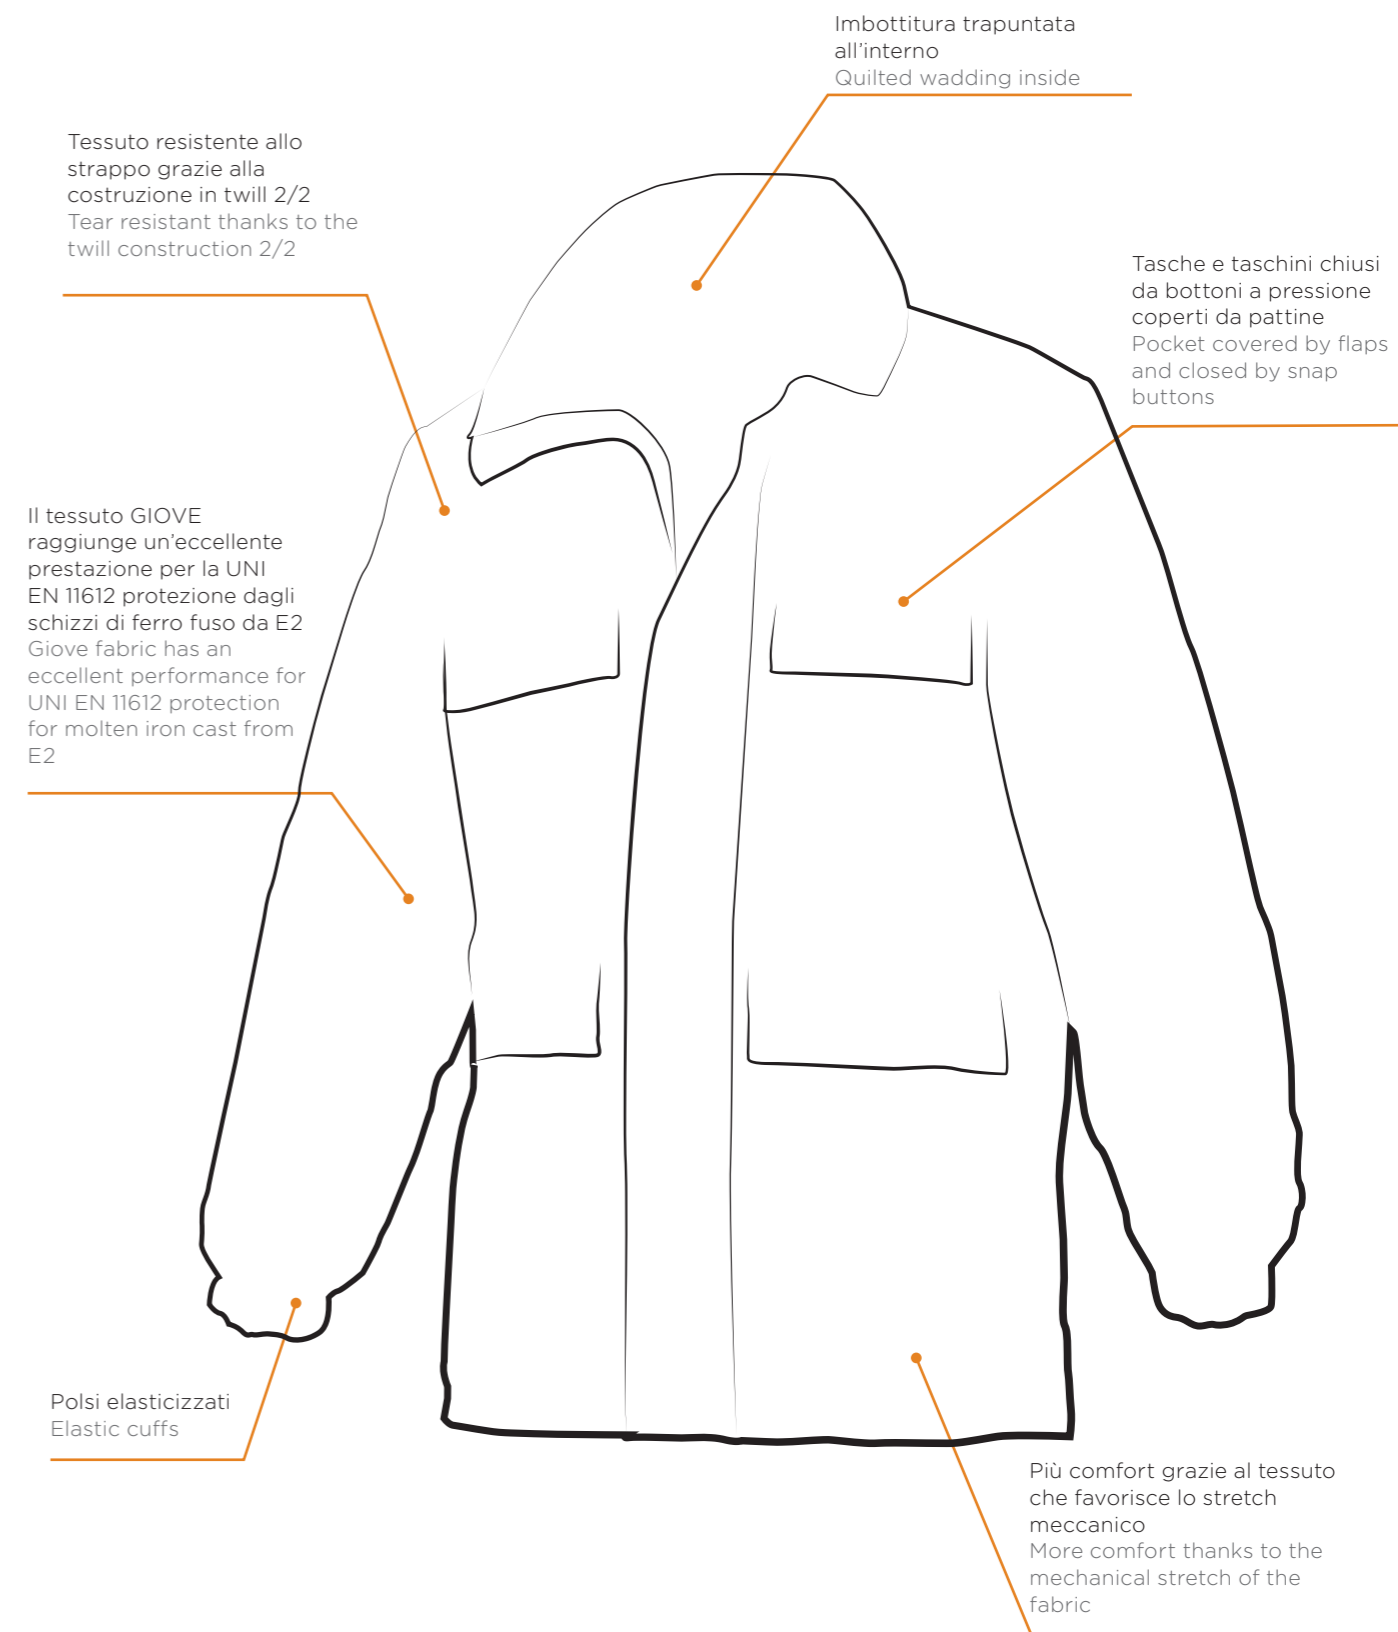 Imbottitura trapuntata
all'interno
Quilted wadding inside
Tessuto resistente allo
strappo grazie alla
costruzione in twill 2/2
Tear resistant thanks to the
twill construction 2/2
Tasche e taschini chiusi
da bottoni a pressione
coperti da pattine
Pocket covered by flaps
and closed by snap
buttons
Il tessuto GIOVE
raggiunge un'eccellente
prestazione per la UNI
EN 11612 protezione dagli
schizzi di ferro fuso da E2
Giove fabric has an
eccellent performance for
UNI EN 11612 protection
for molten iron cast from
E2
Polsi elasticizzati
Elastic cuffs
Più comfort grazie al tessuto
che favorisce lo stretch
meccanico
More comfort thanks to the
mechanical stretch of the
fabric